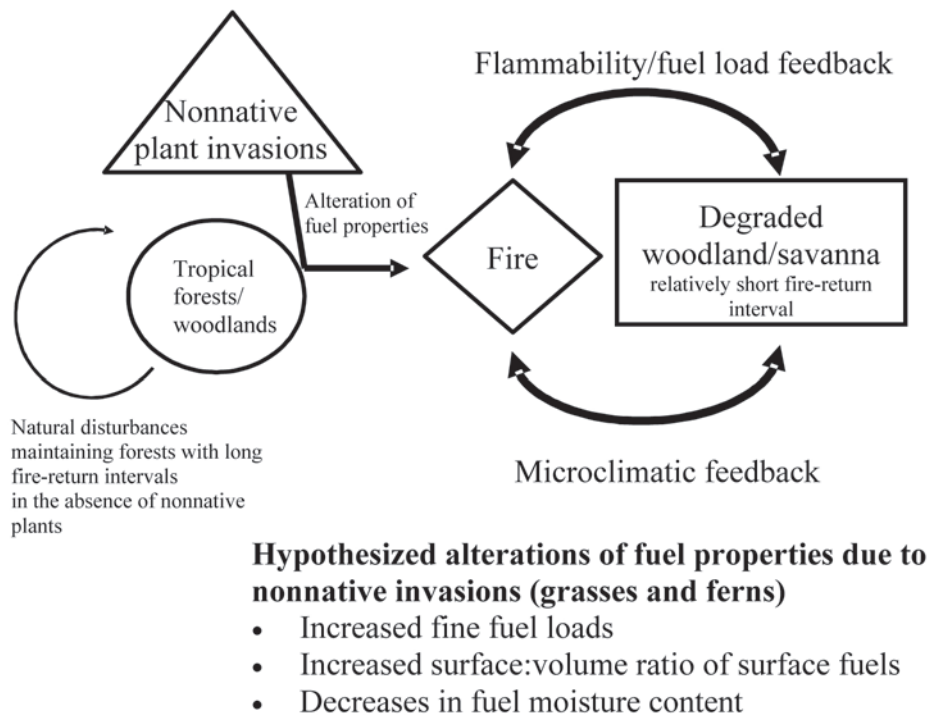 Nonnative
plant invasions
Flammability/fuel load feedback
Alteration of
fuel properties
Tropical
forests/
woodlands
Fire
Degraded
woodland/savanna
relatively short fire-return
interval
Natural disturbances
maintaining forests with long
fire-return intervals
in the absence of nonnative
plants
Microclimatic feedback
Hypothesized alterations of fuel properties due to
nonnative invasions (grasses and ferns)
• Increased fine fuel loads
• Increased surface:volume ratio of surface fuels
• Decreases in fuel moisture content